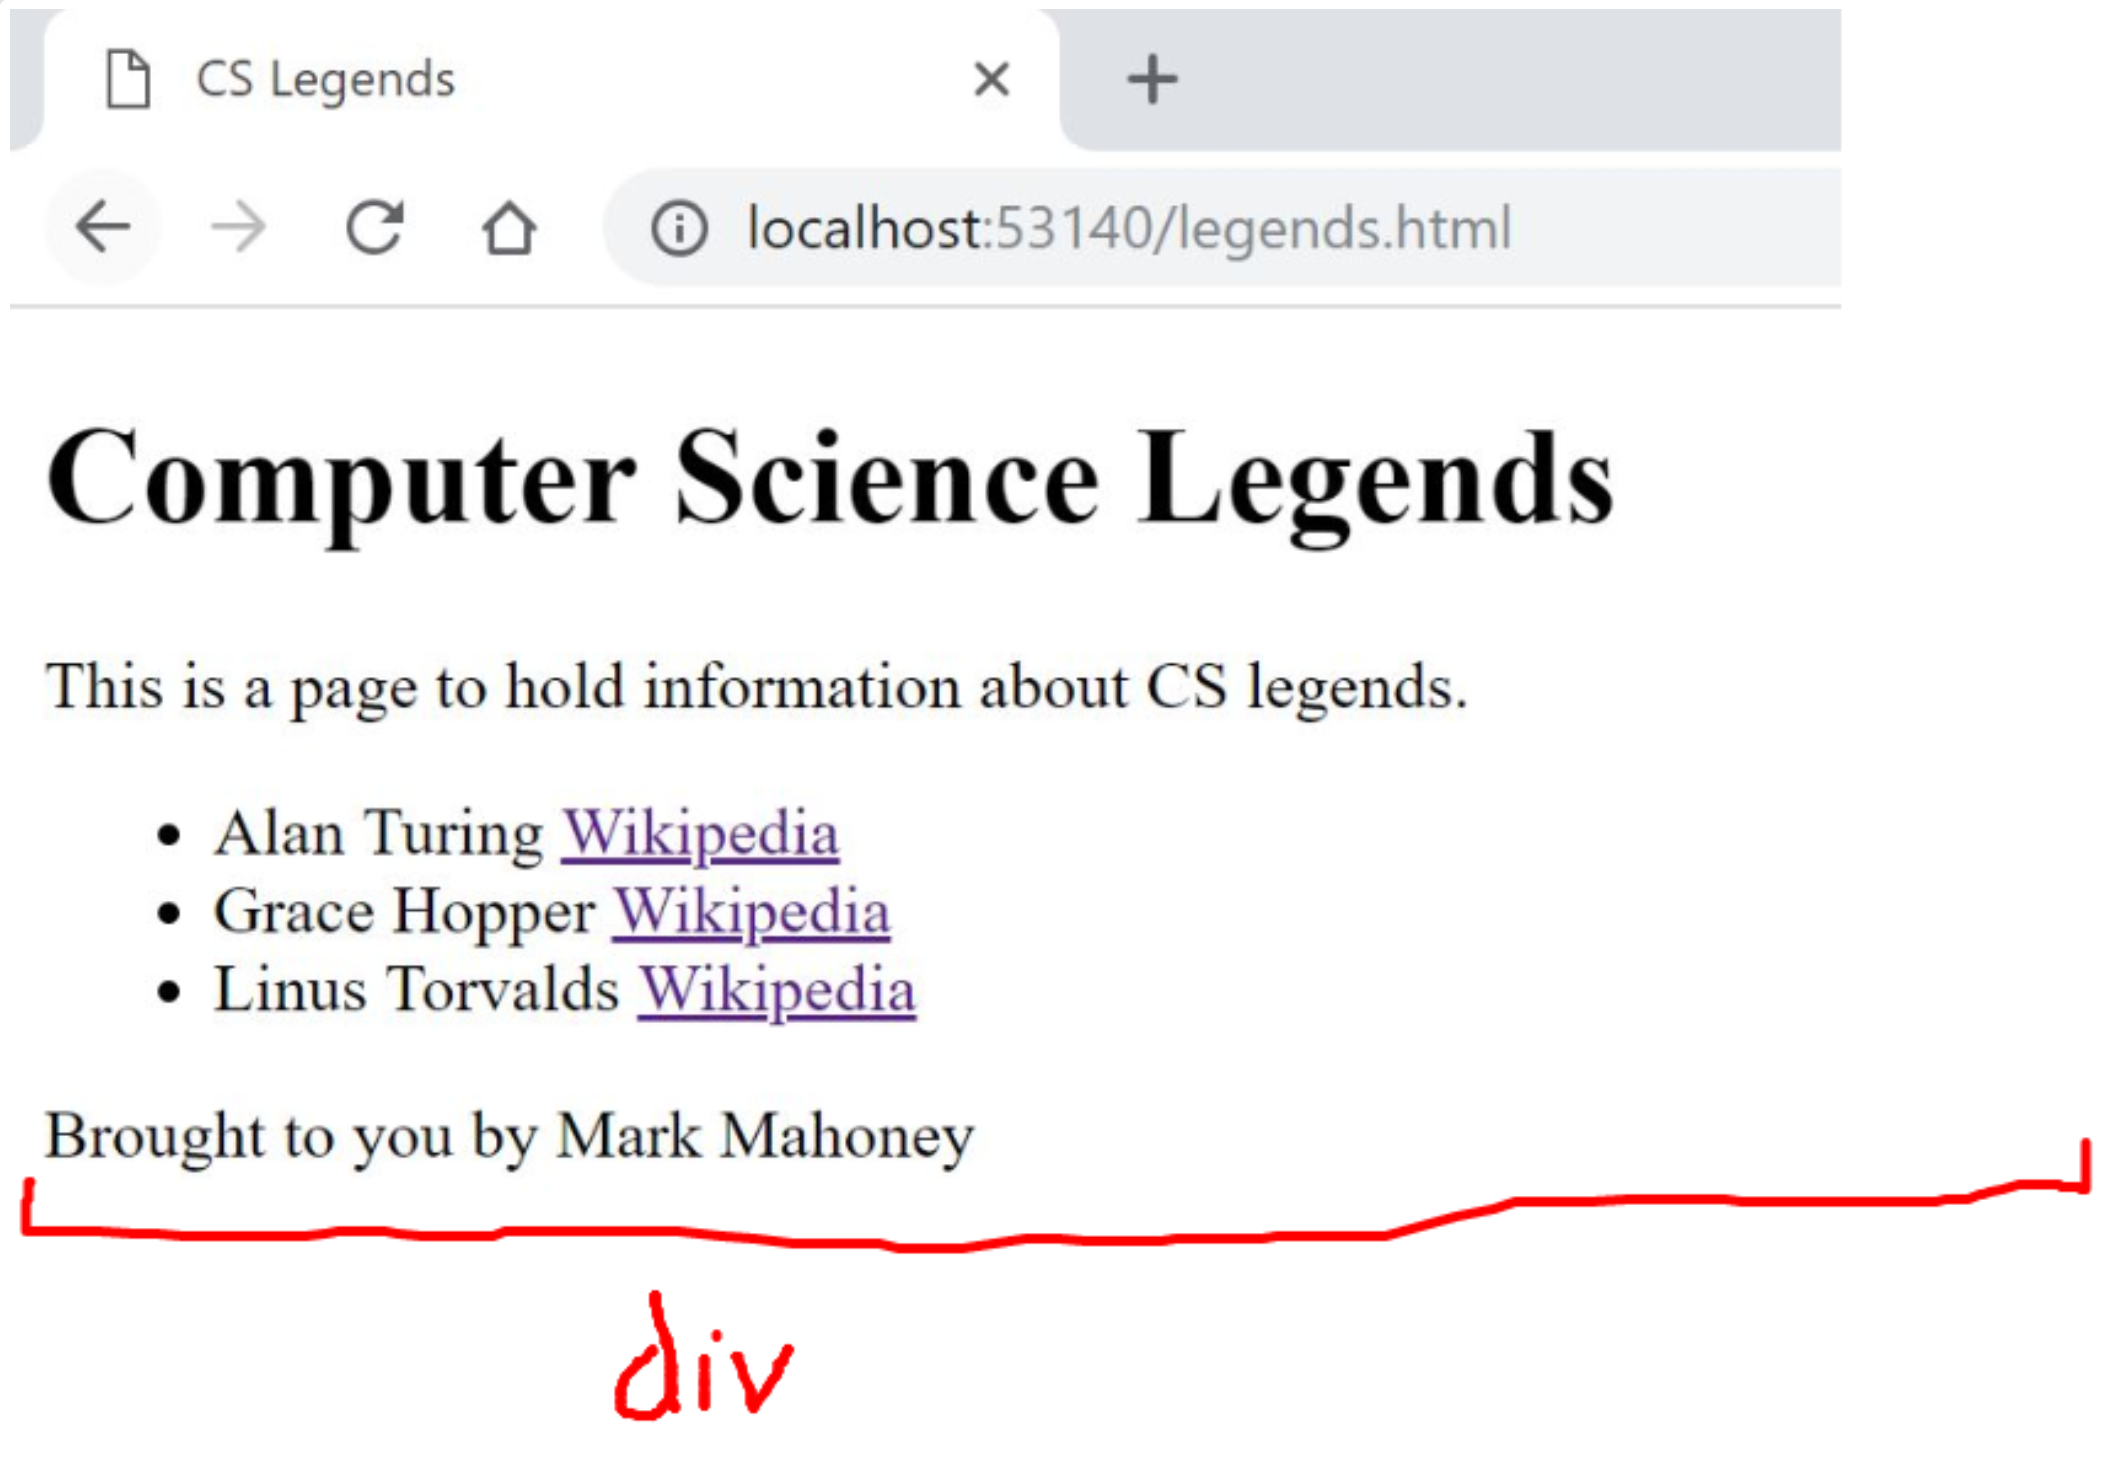 CS Legends
localhost:53140/legends.html
Computer Science Legends
This is a page to hold information about CS legends.
Alan Turing Wikipedia
Grace Hopper Wikipedia
Linus Torvalds Wikipedia
Brought to you by Mark Mahoney
div